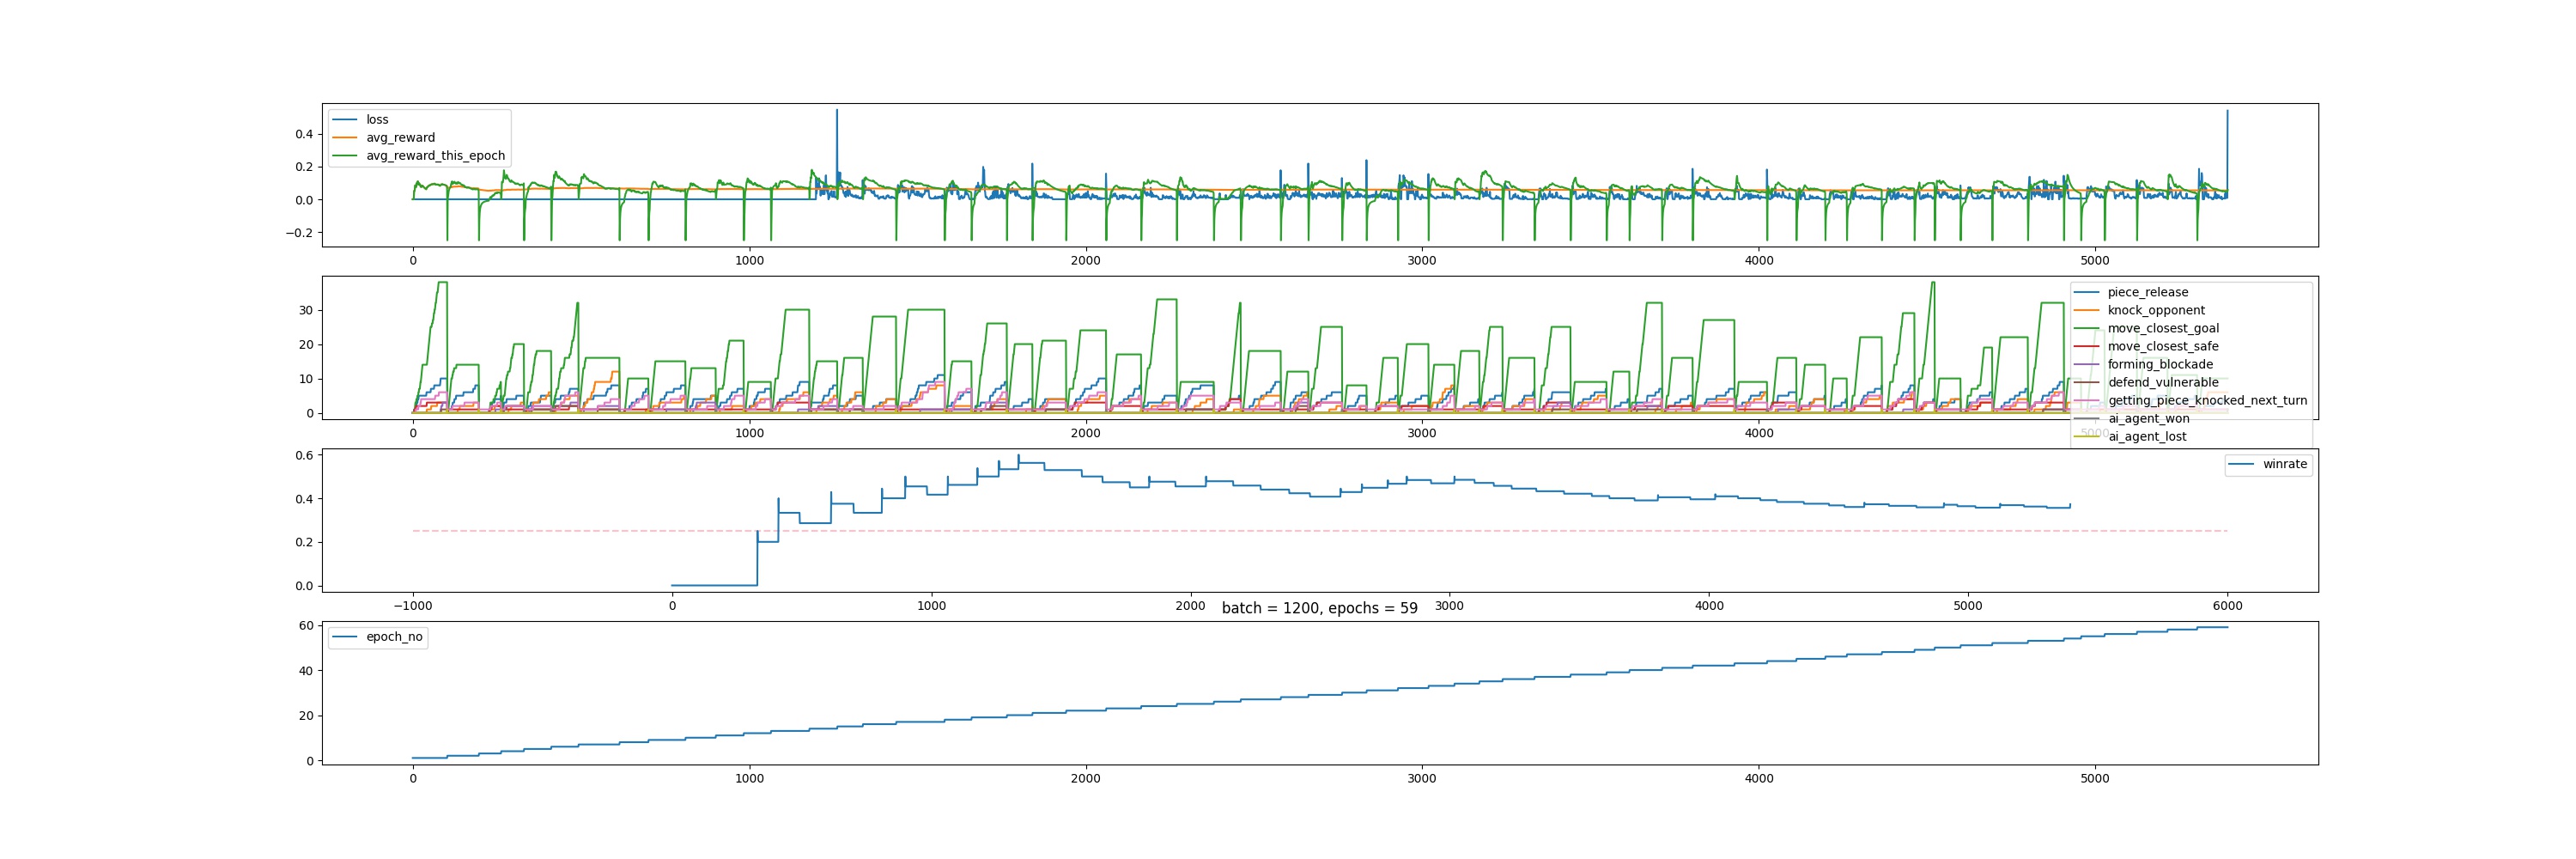 loss
avg_reward
avg_reward_this_epoch
0.4
0.2
0.0
−0.2
0 1000 2000 3000 4000 5000
piece_release
knock_opponent
move_closest_goal
move_closest_safe
forming_blockade
defend_vulnerable
getting_piece_knocked_next_turn
ai_agent_won
ai_agent_lost
30
20
10
0
0 1000 2000 3000 4000 5000
winrate
0.6
0.4
0.2
0.0
−1000 0 1000 2000 3000 4000 5000 6000
batch = 1200, epochs = 59
epoch_no
60
40
20
0
0 1000 2000 3000 4000 5000